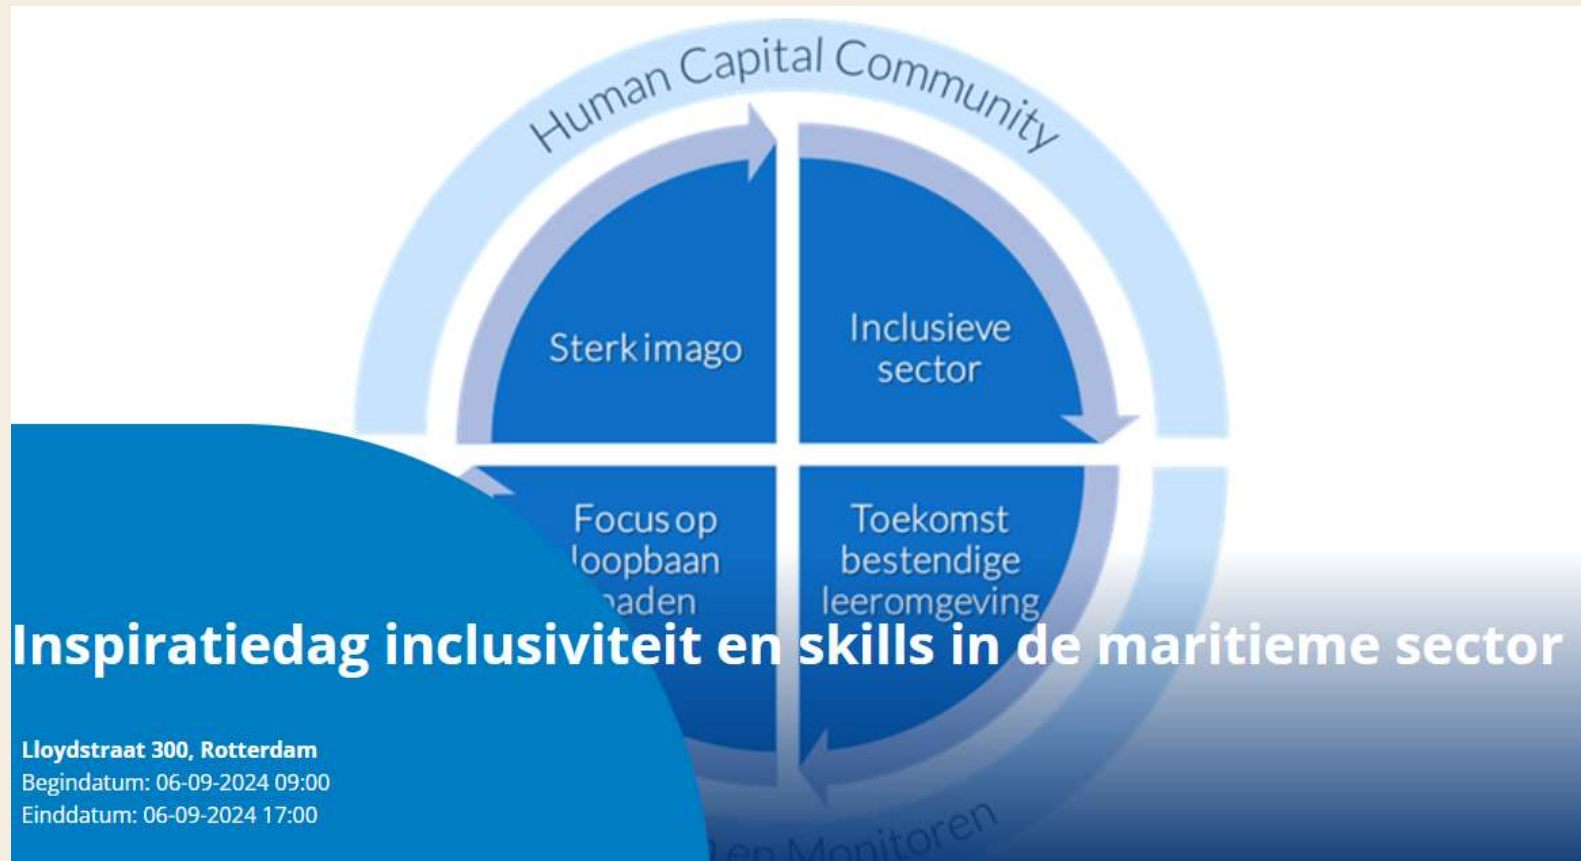 Human Capital Community
Sterk imago
Inclusieve
sector
Focus op
loopbaan
Toekomst
bestendige
leeromgeving
Inspiratiedag inclusiviteit en skills in de maritieme sector
Lloydstraat 300, Rotterdam
Begindatum: 06-09-2024 09:00
Einddatum: 06-09-2024 17:00
en Monitoren